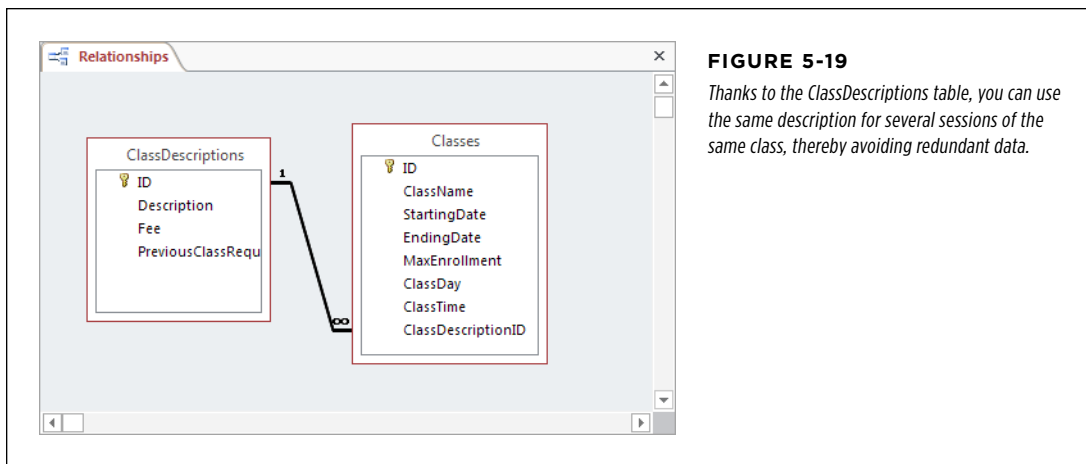 Relationships
ClassDescriptions
ID
Description
Fee
PreviousClassRequ
1
∞
Classes
ID
ClassName
StartingDate
EndingDate
MaxEnrollment
ClassDay
ClassTime
ClassDescriptionID
FIGURE 5-19
Thanks to the ClassDescriptions table, you can use
the same description for several sessions of the
same class, thereby avoiding redundant data.